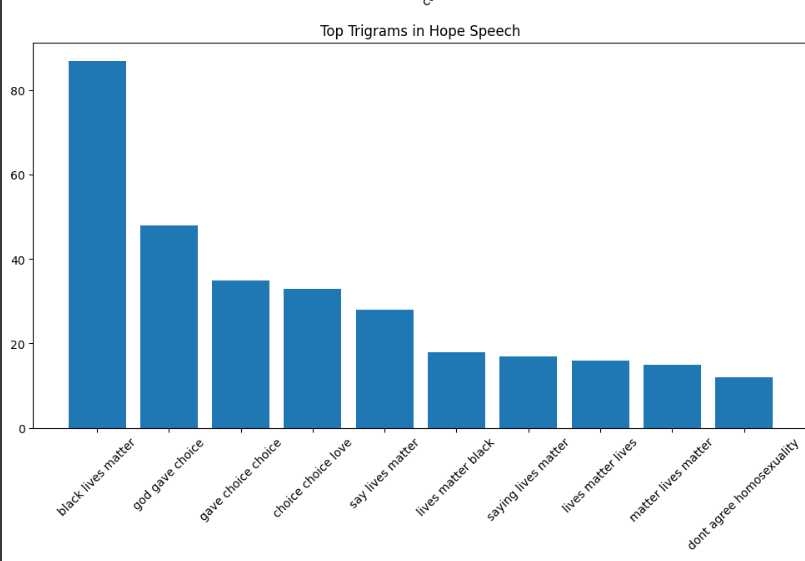 Top Trigrams in Hope Speech
80
60
40
20
0
black lives matter
god gave choice
gave choice choice
choice choice love
say lives matter
lives matter black
saying lives matter
lives matter lives
matter lives matter
dont agree homosexuality